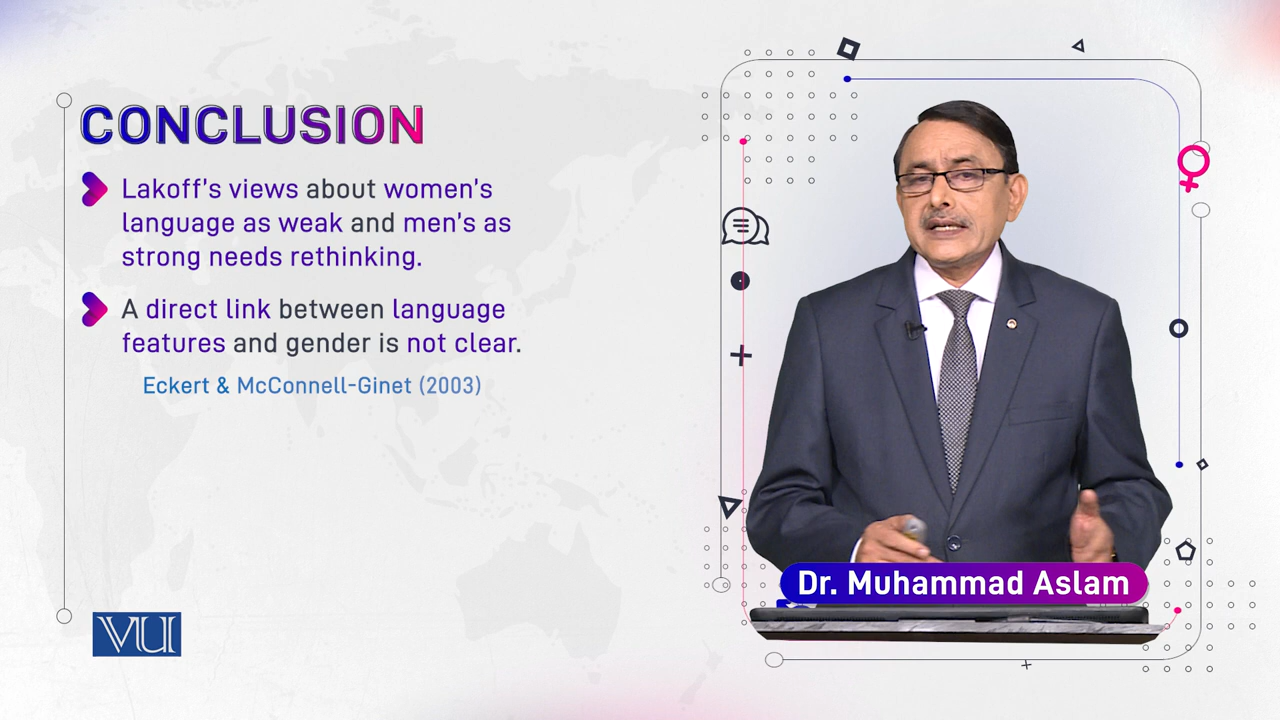 CONCLUSION
Lakoff's views about women's
language as weak and men's as
strong needs rethinking.
A direct link between language
features and gender is not clear.
Eckert & McConnell-Ginet (2003)
Dr. Muhammad Aslam
VU